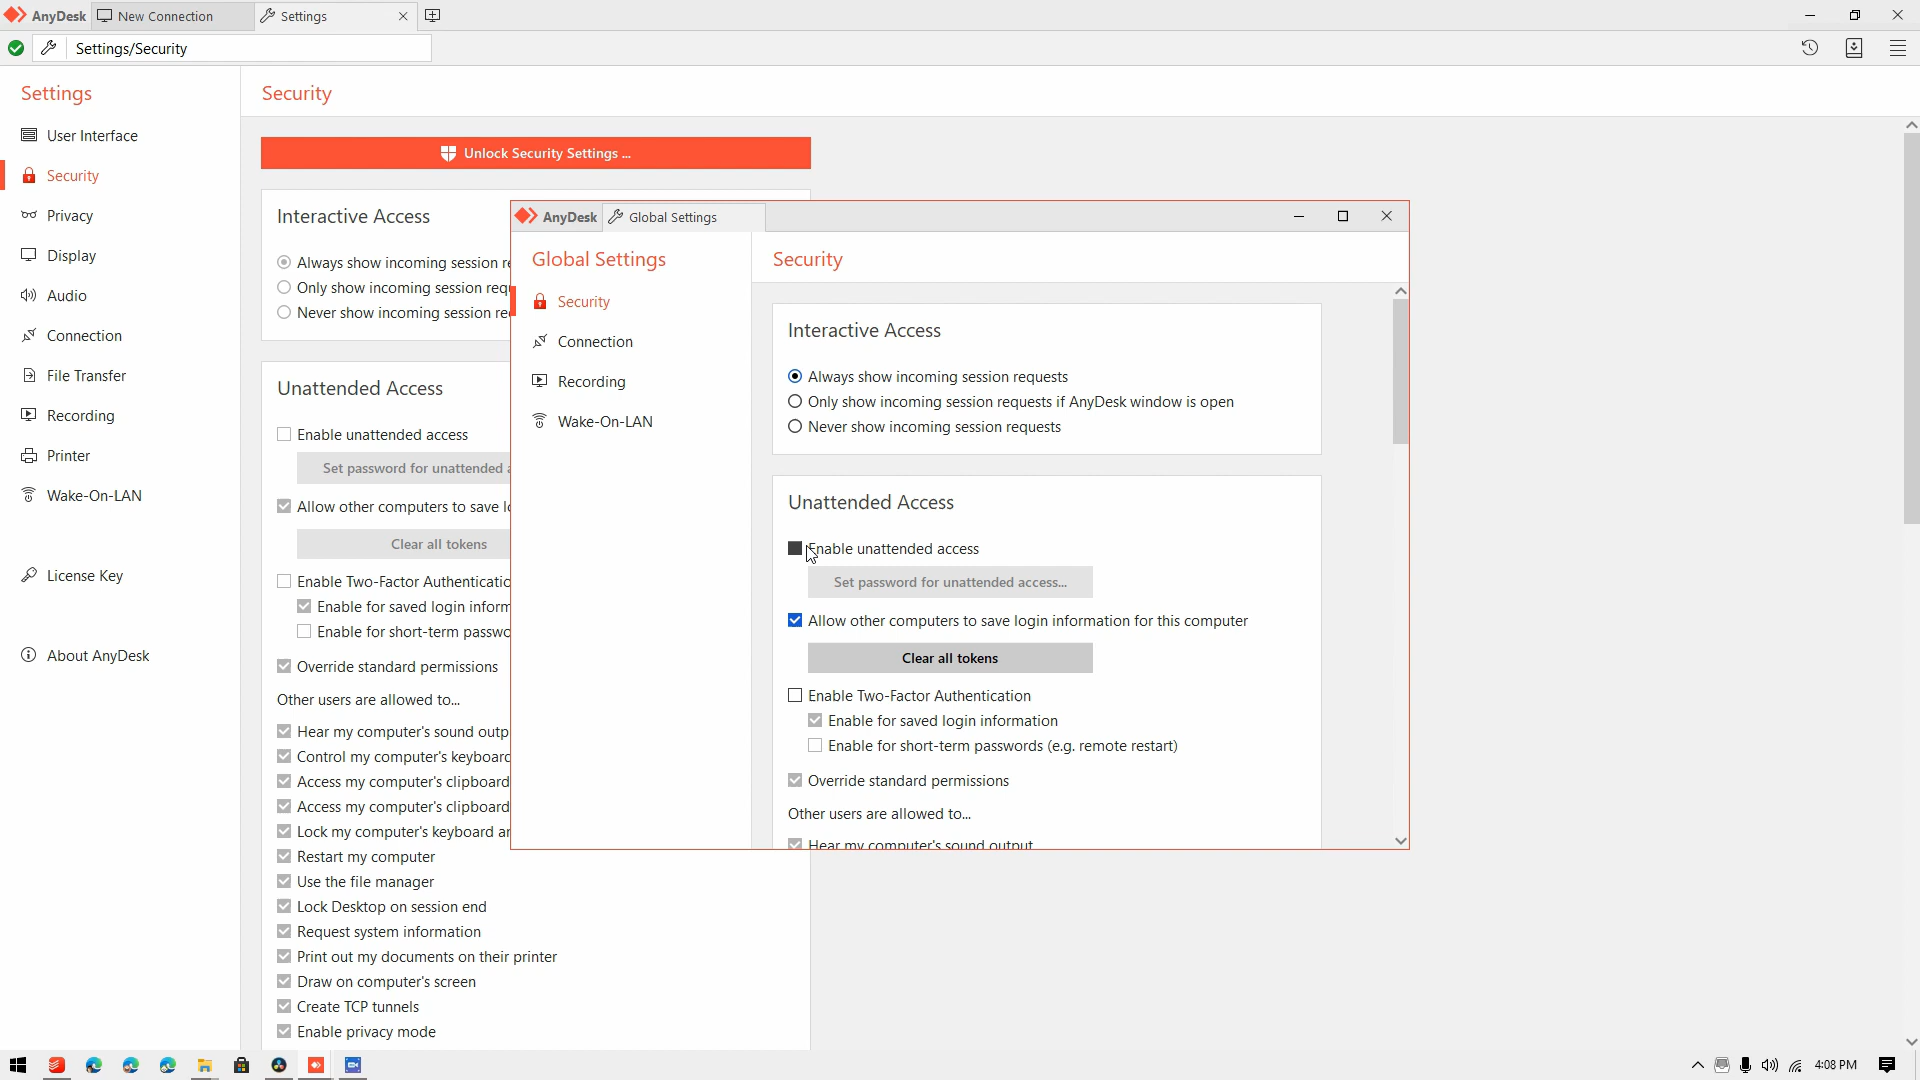 AnyDesk
New Connection
Settings
Settings/Security
Settings
User Interface
Security
Privacy
Display
Audio
Connection
File Transfer
Recording
Printer
Wake-On-LAN
License Key
About AnyDesk
Security
Unlock Security Settings ...
Interactive Access
Always show incoming session re
Only show incoming session requ
Never show incoming session re
Unattended Access
Enable unattended access
Set password for unattended a
Allow other computers to save lo
Clear all tokens
Enable Two-Factor Authenticatio
Enable for saved login inform
Enable for short-term passwo
Override standard permissions
Other users are allowed to...
Hear my computer's sound outp
Control my computer's keyboard
Access my computer's clipboard
Access my computer's clipboard
Lock my computer's keyboard an
Restart my computer
Use the file manager
Lock Desktop on session end
Request system information
Print out my documents on their printer
Draw on computer's screen
Create TCP tunnels
Enable privacy mode
AnyDesk
Global Settings
Global Settings
Security
Connection
Recording
Wake-On-LAN
Security
Interactive Access
Always show incoming session requests
Only show incoming session requests if AnyDesk window is open
Never show incoming session requests
Unattended Access
Enable unattended access
Set password for unattended access...
Allow other computers to save login information for this computer
Clear all tokens
Enable Two-Factor Authentication
Enable for saved login information
Enable for short-term passwords (e.g. remote restart)
Override standard permissions
Other users are allowed to...
Hear my computer's sound output
4:08 PM